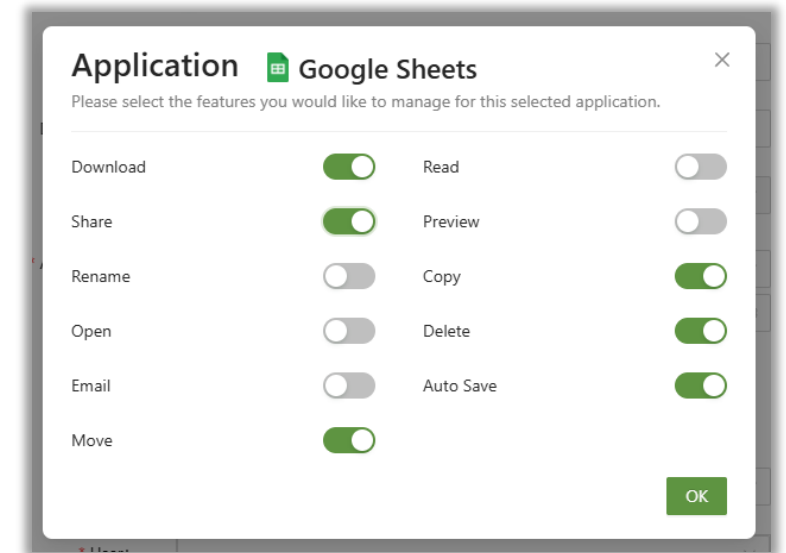 Application Google Sheets
Please select the features you would like to manage for this selected application.
Download Read
Share Preview
Rename Copy
Open Delete
Email Auto Save
Move
OK